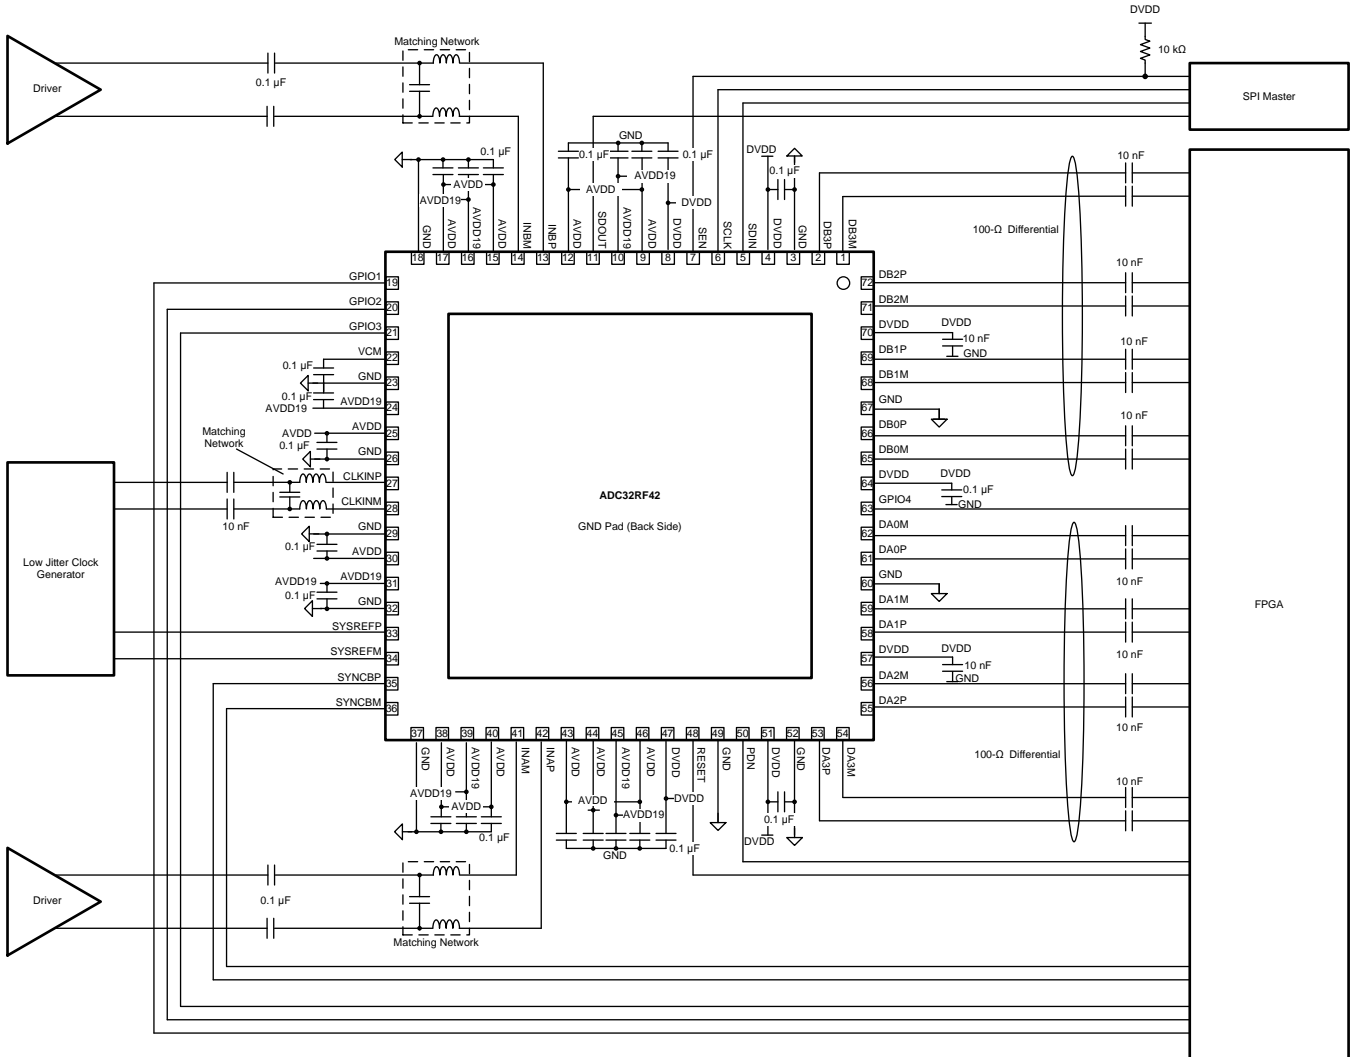 DVDD
10 kΩ
Matching Network
Driver
0.1 µF
SPI Master
GND
0.1 µF
0.1 µF
0.1 µF
DVDD
0.1 µF
10 nF
AVDD
AVDD19
AVDD19
AVDD
DVDD
100-Ω Differential
GND
AVDD
AVDD19
AVDD
INBM
INBP
AVDD
SDOUT
AVDD19
AVDD
DVDD
SEN
SCLK
SDIN
DVDD
GND
DB3P
DB3M
18
17
16
15
14
13
12
11
10
9
8
7
6
5
4
3
2
1
GPIO1
19
GPIO2
20
GPIO3
21
VCM
22
0.1 µF
GND
23
0.1 µF
AVDD19
AVDD19
24
AVDD
AVDD
25
0.1 µF
GND
26
Matching
Network
CLKINP
27
CLKINM
28
10 nF
GND
29
0.1 µF
AVDD
30
AVDD19
AVDD19
31
0.1 µF
GND
32
SYSREFP
33
SYSREFM
34
SYNCBP
35
SYNCBM
36
Low Jitter Clock
Generator
ADC32RF42
GND Pad (Back Side)
72
DB2P
10 nF
71
DB2M
70
DVDD
DVDD
10 nF
GND
69
DB1P
10 nF
68
DB1M
67
GND
66
DB0P
10 nF
65
DB0M
64
DVDD
DVDD
0.1 µF
GND
63
GPIO4
62
DA0M
61
DA0P
10 nF
60
GND
59
DA1M
58
DA1P
10 nF
57
DVDD
DVDD
10 nF
GND
56
DA2M
55
DA2P
10 nF
FPGA
37
38
39
40
41
42
43
44
45
46
47
48
49
50
51
52
53
54
GND
AVDD
AVDD19
AVDD
INAM
INAP
AVDD
AVDD
AVDD19
AVDD
DVDD
RESET
GND
PDN
DVDD
GND
DA3P
DA3M
100-Ω Differential
10 nF
AVDD19
AVDD
0.1 µF
AVDD
DVDD
AVDD19
GND
0.1 µF
0.1 µF
DVDD
Driver
0.1 µF
Matching Network